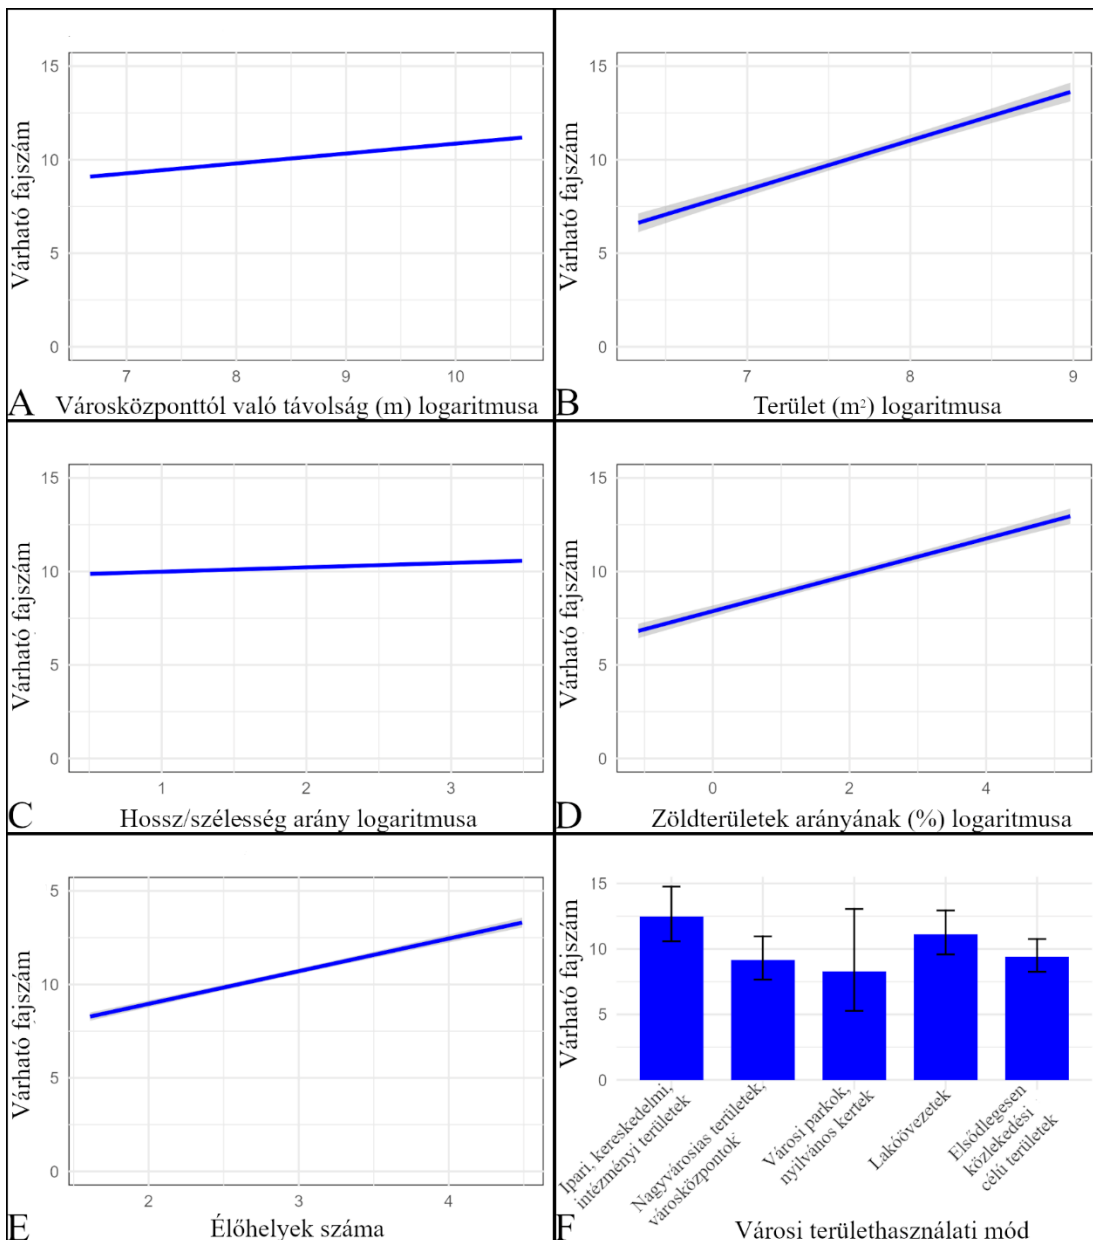 Várható fajszám
15
10
5
0
7
8
9
10
A
Városközponttól való távolság (m) logaritmusa
Várható fajszám
15
10
5
0
7
8
9
B
Terület (m²) logaritmusa
Várható fajszám
15
10
5
0
1
2
3
C
Hossz/szélesség arány logaritmusa
Várható fajszám
15
10
5
0
0
2
4
D
Zöldterületek arányának (%) logaritmusa
Várható fajszám
5
10
5
0
2
3
4
E
Élőhelyek száma
Várható fajszám
15
10
5
0
Ipari, kereskedelmi,
intézményi területek
Nagyvárosias területek,
városközpontok
Városi parkok,
nyilvános kertek
Lakóövezetek
Elsődlegesen
közlekedési
célú területek
F
Városi területhasználati mód